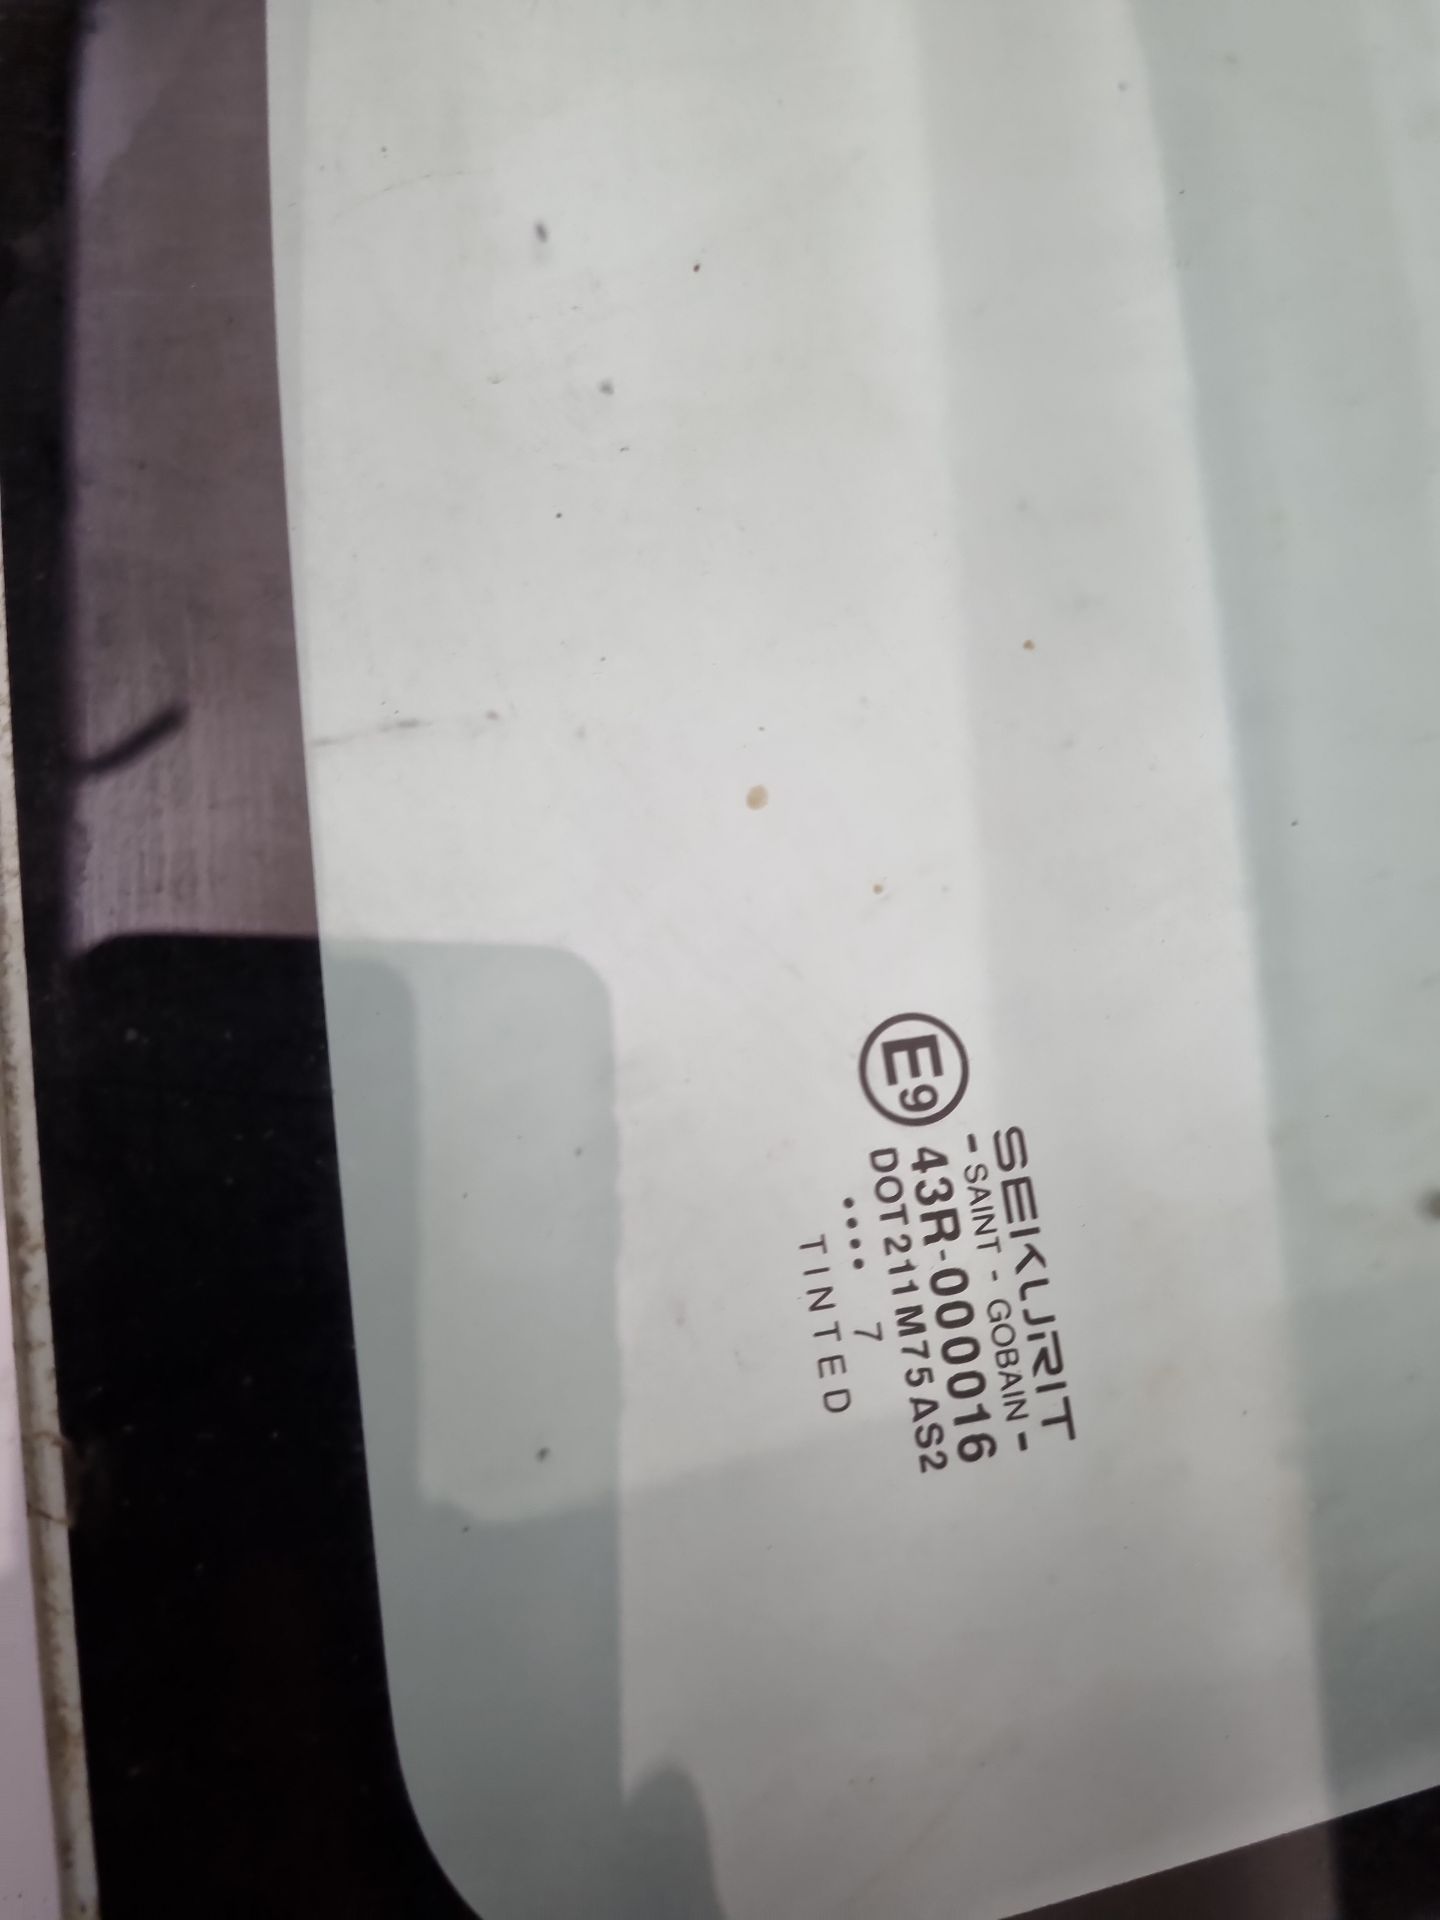 SEKURIT
- SAINT - GOBAIN -
E9 43R-000016
DOT211M75AS2
.... 7
TINTED